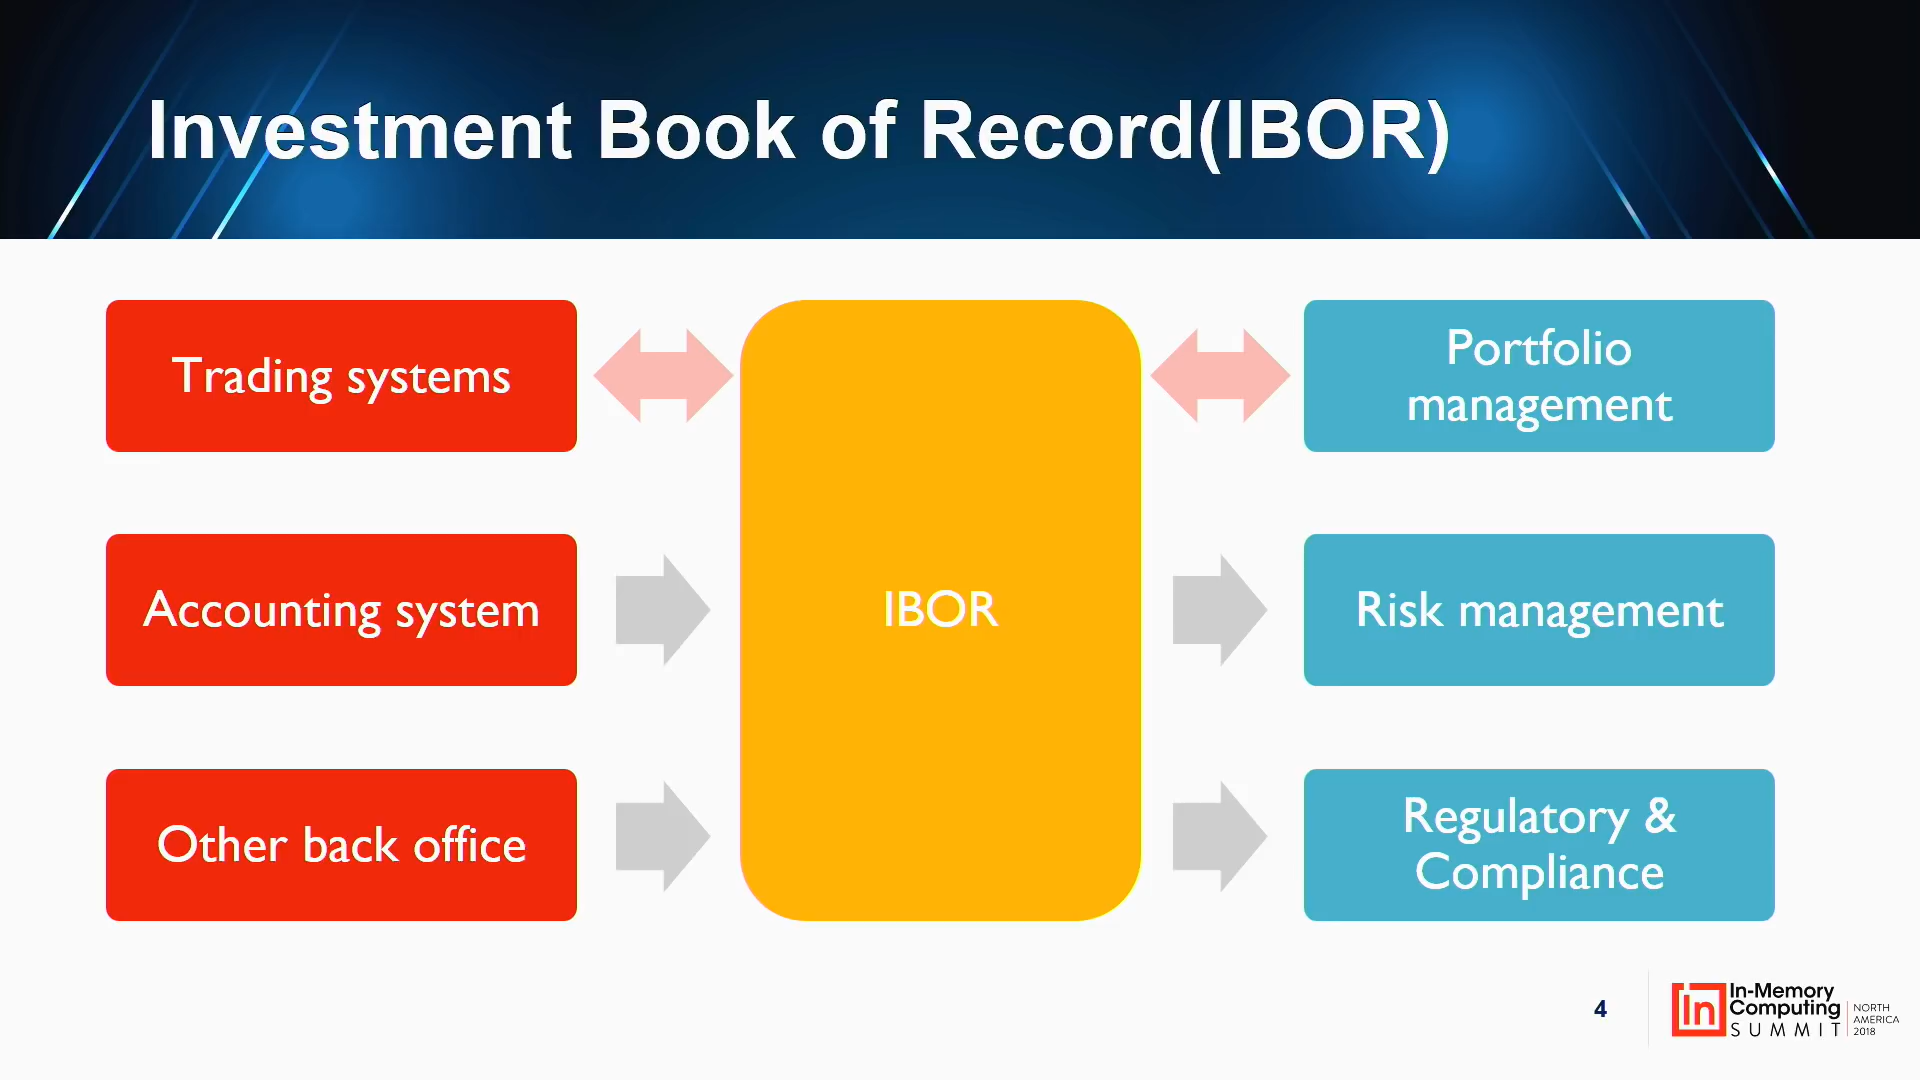 Investment Book of Record(IBOR)
Trading systems
Portfolio
management
Accounting system
IBOR
Risk management
Other back office
Regulatory &
Compliance
4
In
In-Memory
Computing
SUMMIT
NORTH
AMERICA
2018